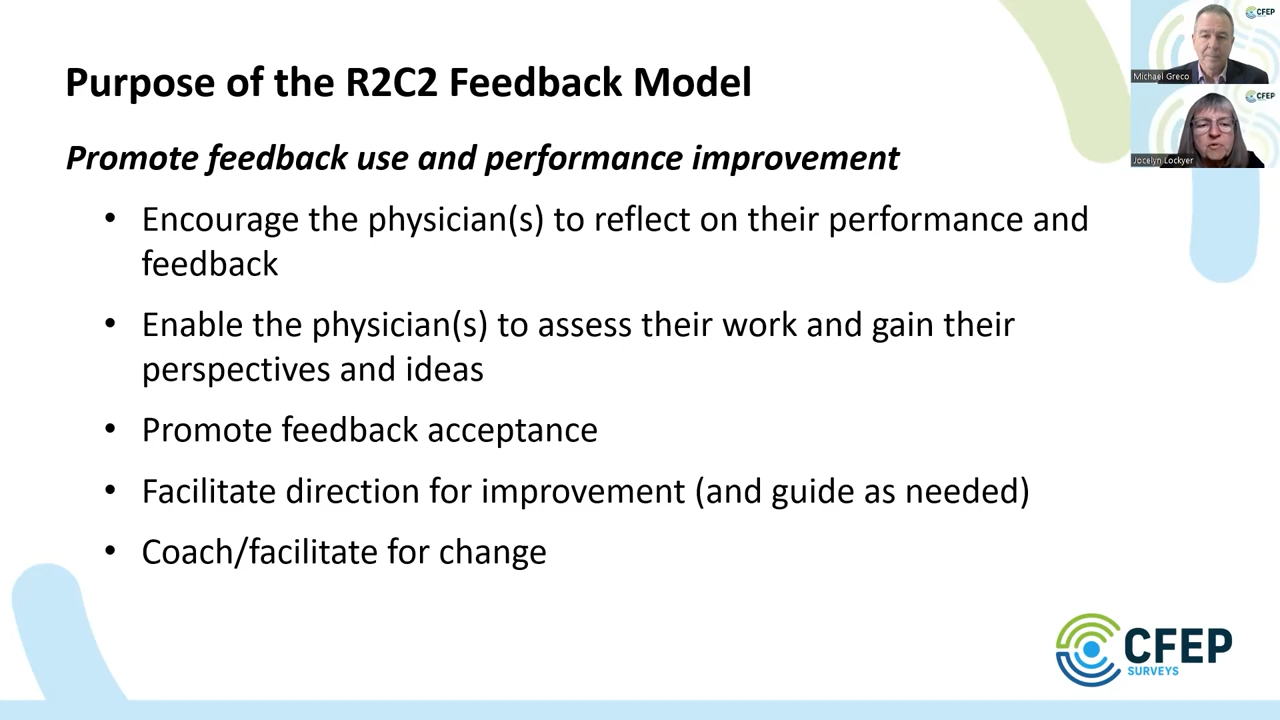 Purpose of the R2C2 Feedback Model
Promote feedback use and performance improvement
• Encourage the physician(s) to reflect on their performance and
feedback
• Enable the physician(s) to assess their work and gain their
perspectives and ideas
• Promote feedback acceptance
• Facilitate direction for improvement (and guide as needed)
• Coach/facilitate for change
CFEP
Michael Greco
CFEP
Jocelyn Lockyer
CFEP
SURVEYS